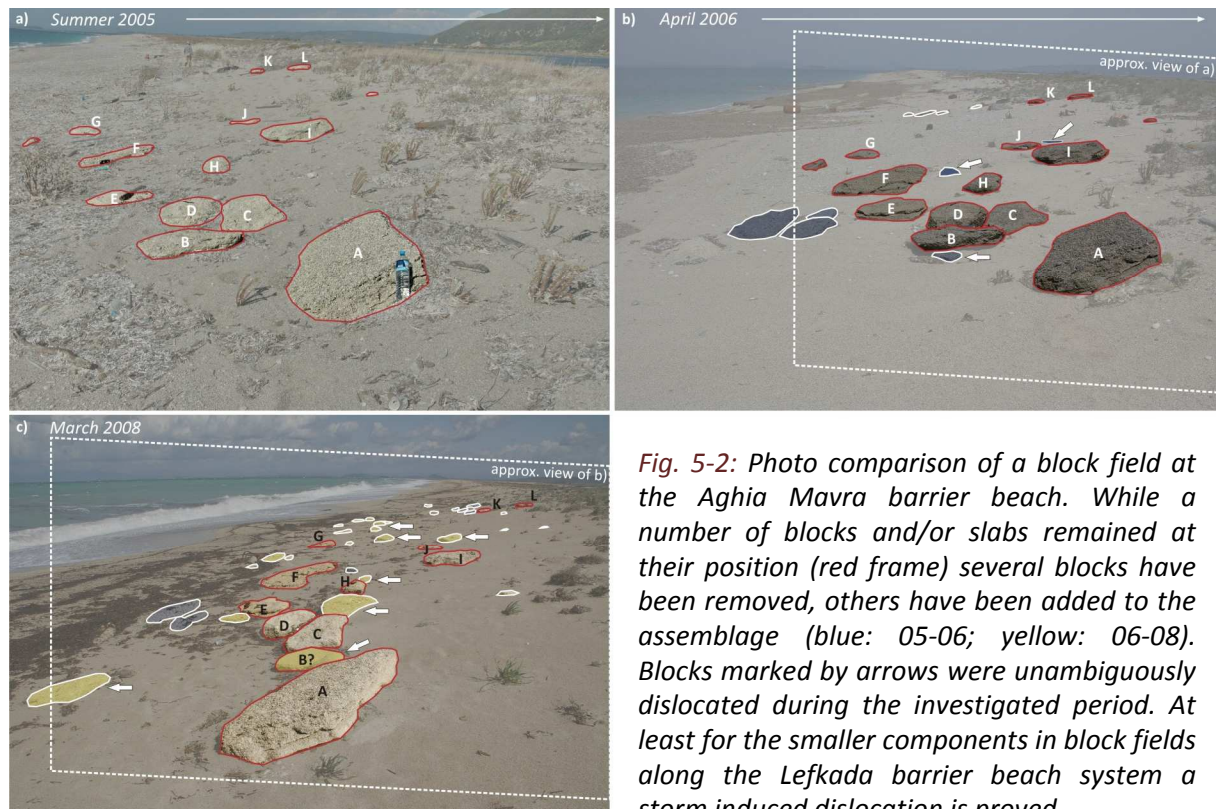 a) Summer 2005
K L
J
G
I
F
H
E
D C
B
A
b) April 2006
approx. view of a)
K L
J
G I
F H
E D C
B A
c) March 2008
approx. view of b)
L
K
G
J I
F H
E
D C
B?
A
Fig. 5-2: Photo comparison of a block field at
the Aghia Mavra barrier beach. While a
number of blocks and/or slabs remained at
their position (red frame) several blocks have
been removed, others have been added to the
assemblage (blue: 05-06; yellow: 06-08).
Blocks marked by arrows were unambiguously
dislocated during the investigated period. At
least for the smaller components in block fields
along the Lefkada barrier beach system a
storm induced dislocation is proved